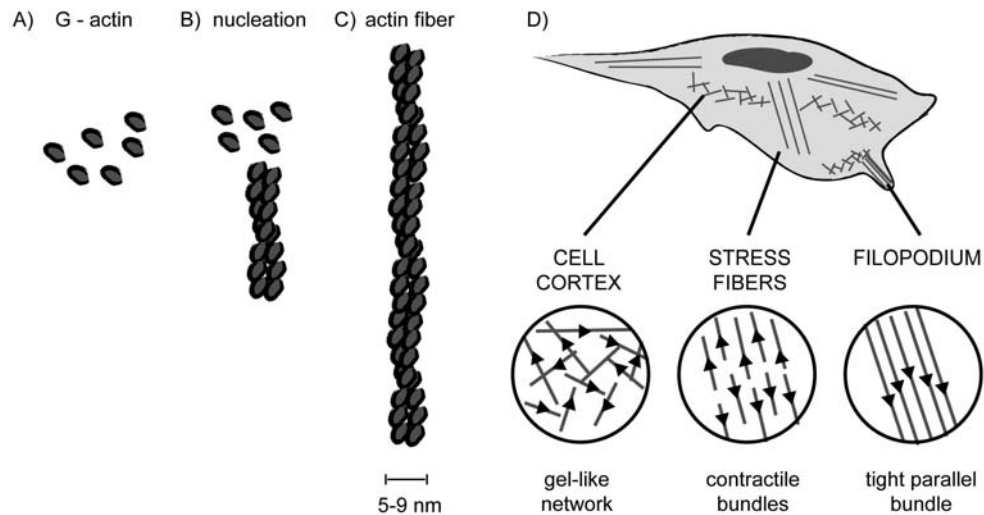 A) G - actin
B) nucleation
C) actin fiber
D)
CELL
CORTEX
STRESS
FIBERS
FILOPODIUM
gel-like
network
contractile
bundles
tight parallel
bundle
5-9 nm